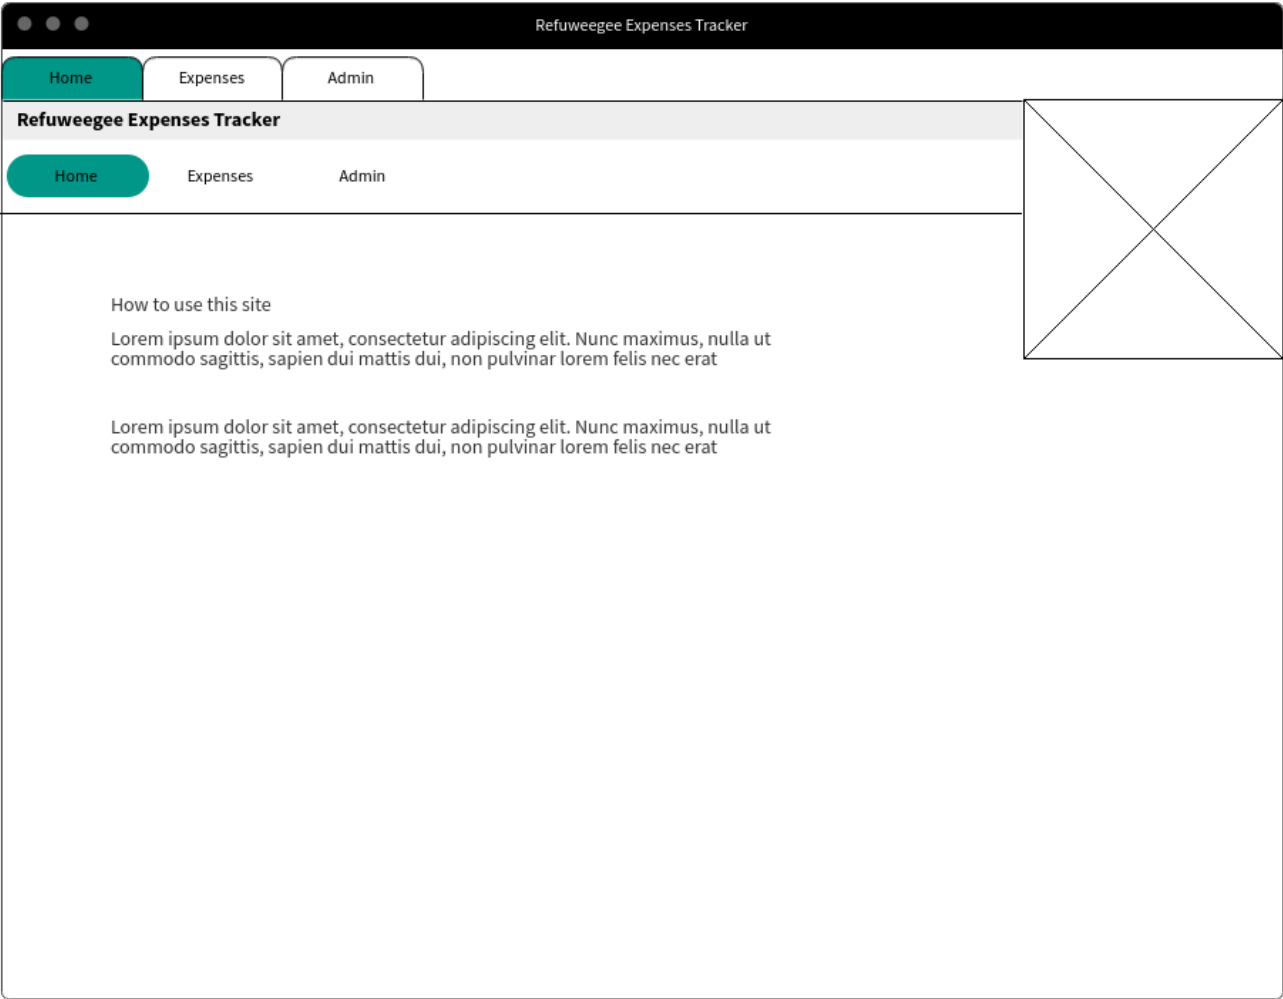 Refuweegee Expenses Tracker
Home Expenses Admin
Refuweegee Expenses Tracker
Home Expenses Admin
How to use this site
Lorem ipsum dolor sit amet, consectetur adipiscing elit. Nunc maximus, nulla ut
commodo sagittis, sapien dui mattis dui, non pulvinar lorem felis nec erat
Lorem ipsum dolor sit amet, consectetur adipiscing elit. Nunc maximus, nulla ut
commodo sagittis, sapien dui mattis dui, non pulvinar lorem felis nec erat